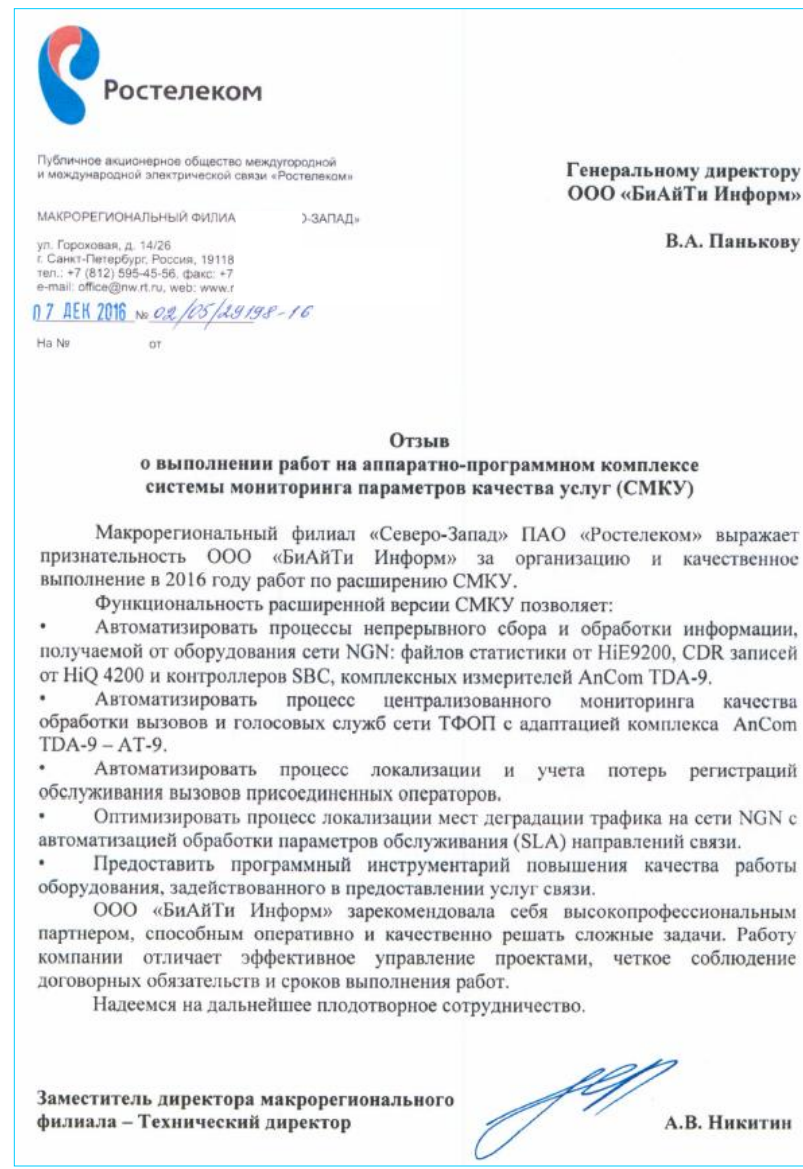 Ростелеком
Публичное акционерное общество междугородной
и международной электрической связи «Ростелеком»
МАКРОРЕГИОНАЛЬНЫЙ ФИЛИА О-ЗАПАД»
ул. Гороховая, д. 14/26
г. Санкт-Петербург, Россия, 19118
тел.: +7 (812) 595-45-56, факс: +7
e-mail: office@nw.rt.ru, web: www.r
07 ДЕК 2016 № 02/05/29198-16
На № от
Генеральному директору
ООО «БиАйТи Информ»
В.А. Панькову
Отзыв
о выполнении работ на аппаратно-программном комплексе
системы мониторинга параметров качества услуг (СМКУ)
Макрорегиональный филиал «Северо-Запад» ПАО «Ростелеком» выражает
признательность ООО «БиАйТи Информ» за организацию и качественное
выполнение в 2016 году работ по расширению СМКУ.
Функциональность расширенной версии СМКУ позволяет:
• Автоматизировать процессы непрерывного сбора и обработки информации,
получаемой от оборудования сети NGN: файлов статистики от HiE9200, CDR записей
от HiQ 4200 и контроллеров SBC, комплексных измерителей AnCom TDA-9.
• Автоматизировать процесс централизованного мониторинга качества
обработки вызовов и голосовых служб сети ТФОП с адаптацией комплекса AnCom
TDA-9 – AT-9.
• Автоматизировать процесс локализации и учета потерь регистраций
обслуживания вызовов присоединенных операторов.
• Оптимизировать процесс локализации мест деградации трафика на сети NGN с
автоматизацией обработки параметров обслуживания (SLA) направлений связи.
• Предоставить программный инструментарий повышения качества работы
оборудования, задействованного в предоставлении услуг связи.
ООО «БиАйТи Информ» зарекомендовала себя высокопрофессиональным
партнером, способным оперативно и качественно решать сложные задачи. Работу
компании отличает эффективное управление проектами, четкое соблюдение
договорных обязательств и сроков выполнения работ.
Надеемся на дальнейшее плодотворное сотрудничество.
Заместитель директора макрорегионального
филиала – Технический директор
А.В. Никитин